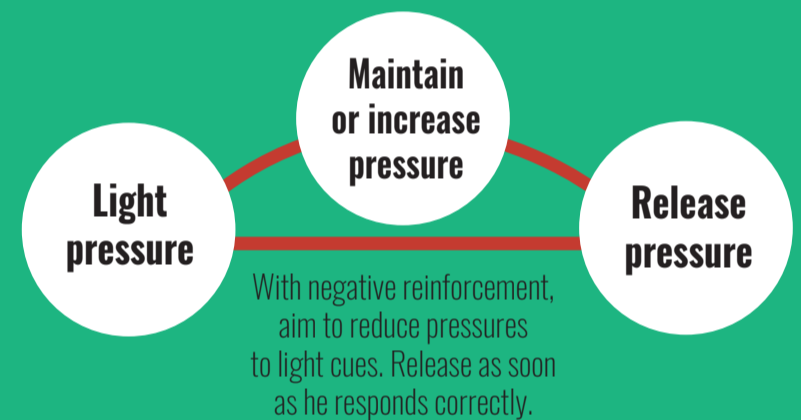 Light
pressure
Maintain
or increase
pressure
Release
pressure
With negative reinforcement,
aim to reduce pressures
to light cues. Release as soon
as he responds correctly.